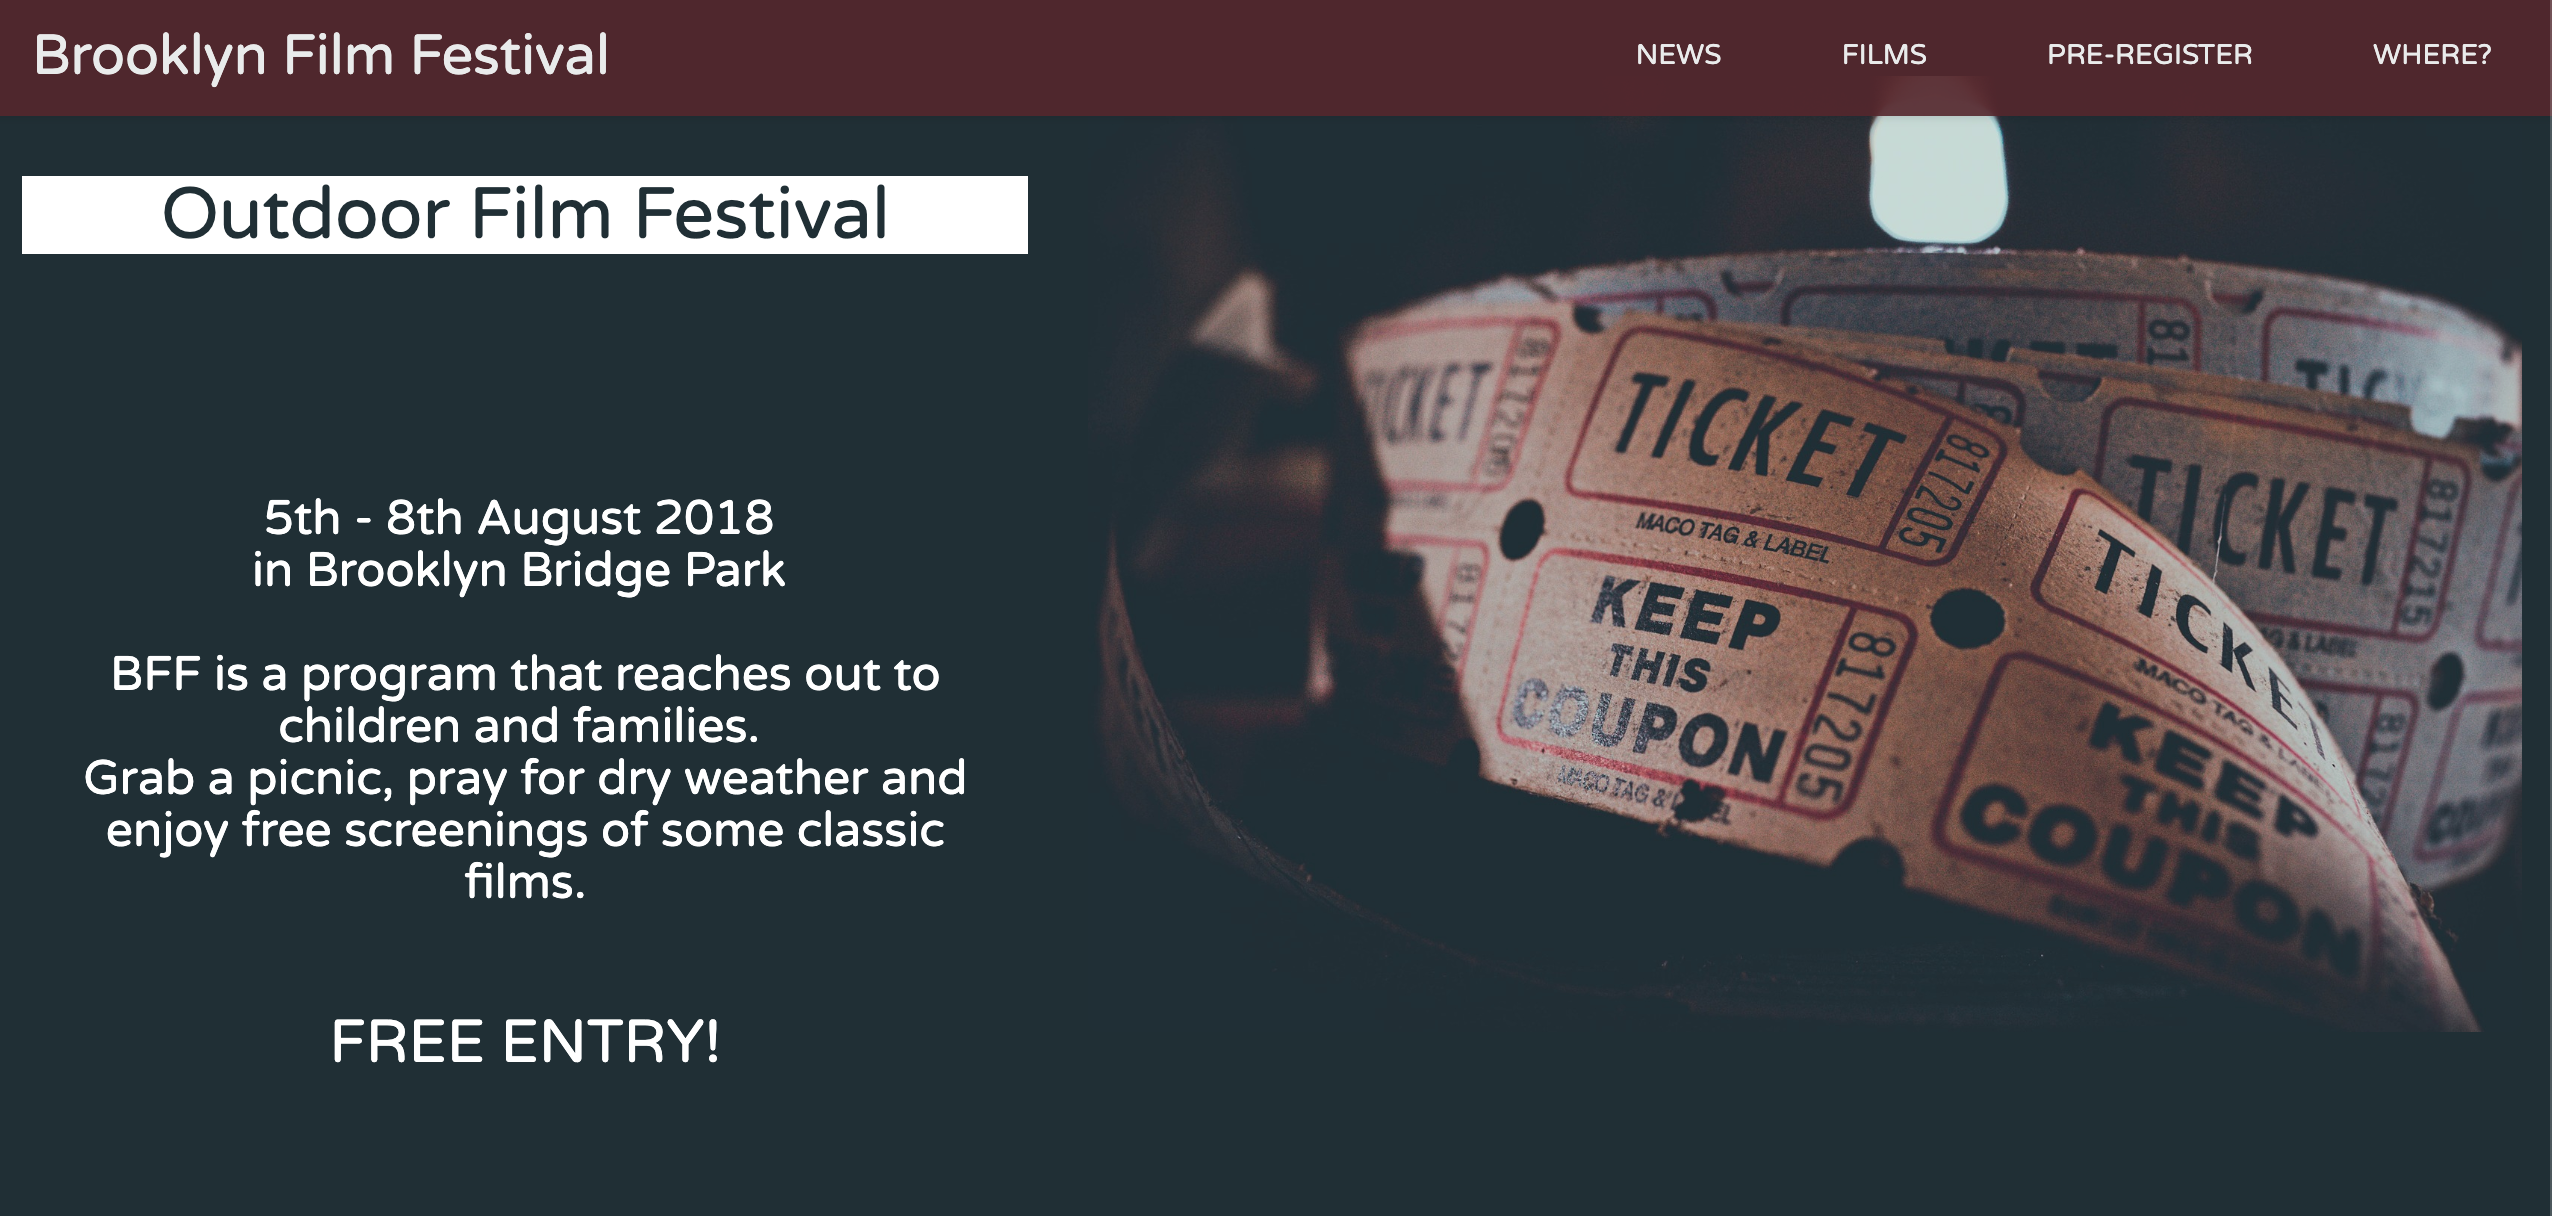 Brooklyn Film Festival
NEWS FILMS PRE-REGISTER WHERE?
Outdoor Film Festival
5th - 8th August 2018
in Brooklyn Bridge Park
BFF is a program that reaches out to
children and families.
Grab a picnic, pray for dry weather and
enjoy free screenings of some classic
films.
FREE ENTRY!
TICKET
81
TICKET
817205
MACO TAG & LABEL
KEEP
THIS
COUPON
817205
TICKET
MACO TAG & LABEL
KEEP
THIS
COUPON
TICKET
817215